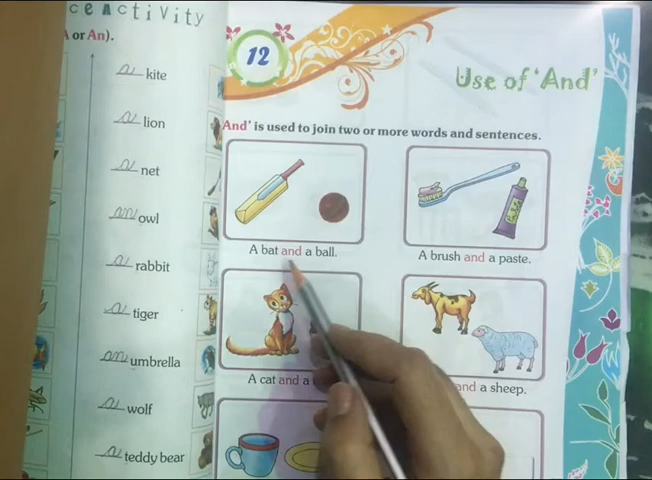 ce activity
or An).
a kite
a lion
a net
an owl
a rabbit
a tiger
an umbrella
a wolf
a teddy bear
12
Use of 'And'
And' is used to join two or more words and sentences.
A bat and a ball.
A brush and a paste.
A cat and a
and a sheep.